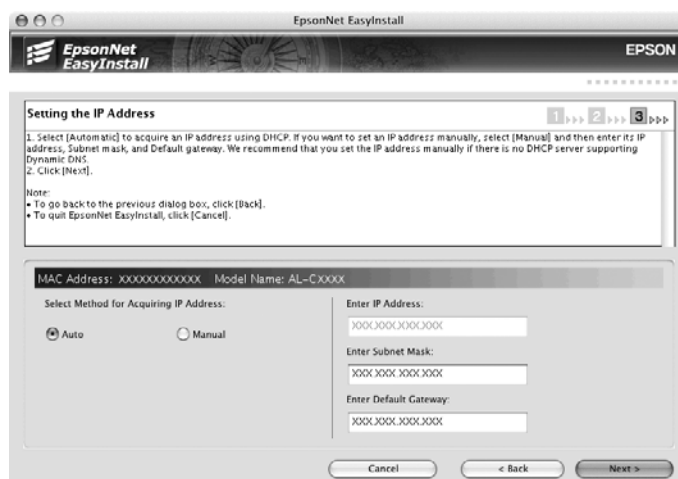 EpsonNet EasyInstall
EpsonNet
EasyInstall
EPSON
Setting the IP Address
1 2 3
1. Select [Automatic] to acquire an IP address using DHCP. If you want to set an IP address manually, select [Manual] and then enter its IP
address, Subnet mask, and Default gateway. We recommend that you set the IP address manually if there is no DHCP server supporting
Dynamic DNS.
2. Click [Next].
Note:
• To go back to the previous dialog box, click [Back].
• To quit EpsonNet EasyInstall, click [Cancel].
MAC Address: XXXXXXXXXXXX Model Name: AL-CXXXX
Select Method for Acquiring IP Address:
Auto Manual
Enter IP Address:
XXX.XXX.XXX.XXX
Enter Subnet Mask:
XXX.XXX.XXX.XXX
Enter Default Gateway:
XXX.XXX.XXX.XXX
Cancel < Back Next >